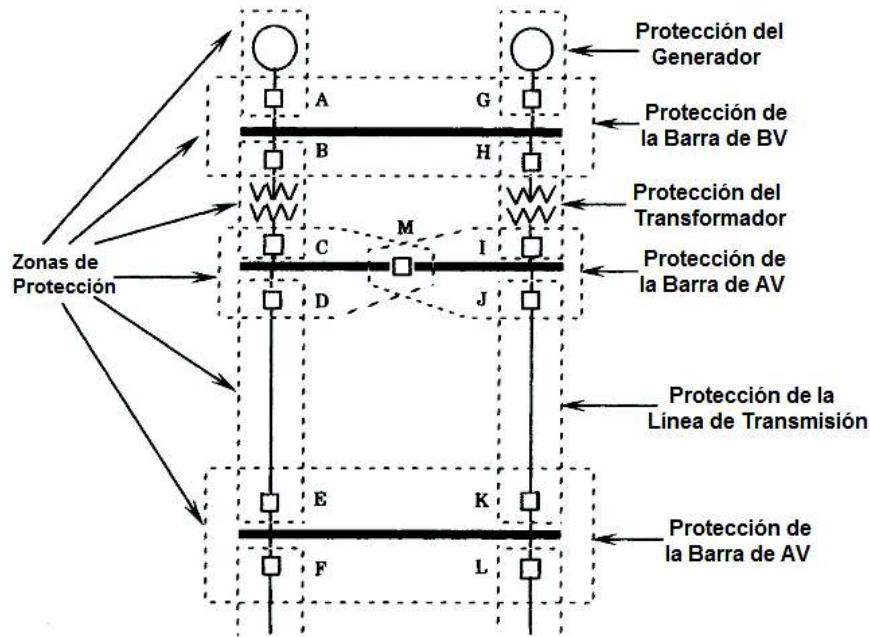 Protección del
Generador
A
G
Protección de
la Barra de BV
B
H
Protección del
Transformador
M
C
I
Zonas de
Protección
Protección de
la Barra de AV
D
J
Protección de la
Línea de Transmisión
E
K
Protección de
la Barra de AV
F
L